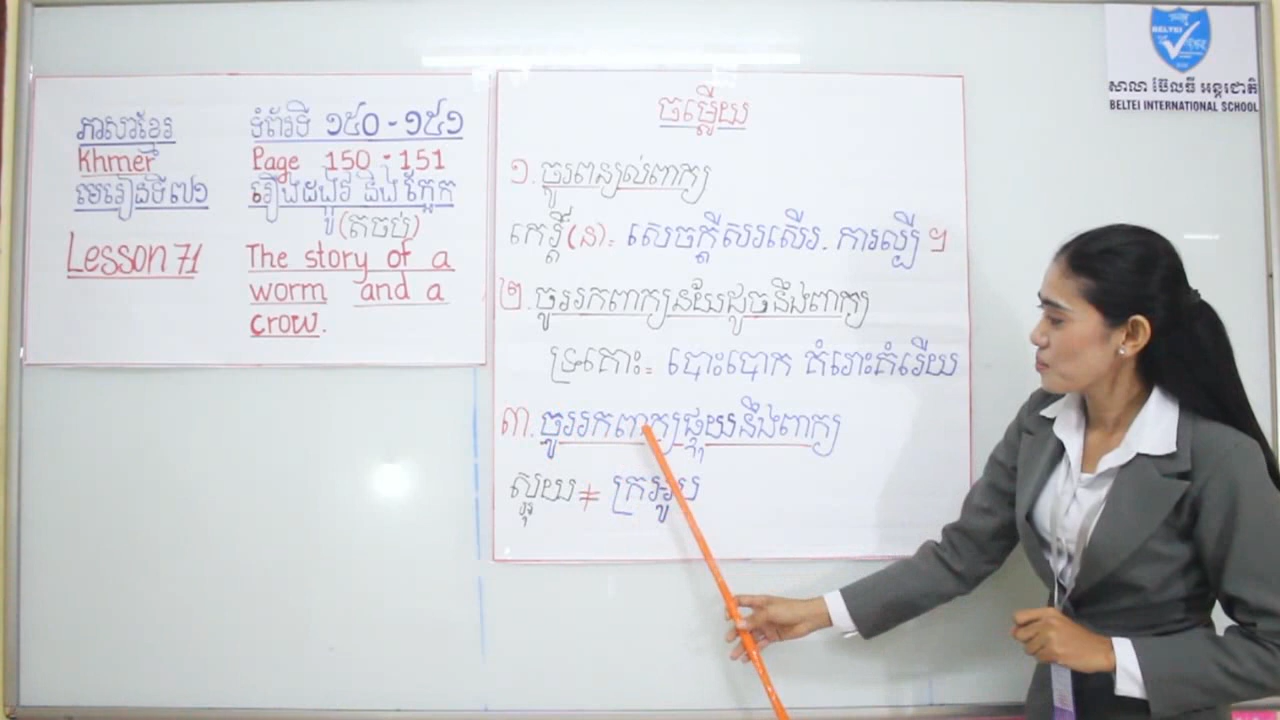 ភាសាខ្មែរ
Khmer
មេរៀនទី៧១
Lesson 71
ទំព័រទី ១៥០ - ១៥១
Page 150 - 151
រឿងដង្កូវ និងក្អែក
(តចប់)
The story of a
worm and a
crow.
ចម្លើយ
១. ចូរពន្យល់ពាក្យ
កេរ្តិ៍ (ន) : សេចក្តីសរសើរ . ការល្បី ។
២. ចូររកពាក្យន័យដូចនឹងពាក្យ
ទ្រគោះ = បោះបោក គំរោះគំរើយ
៣. ចូររកពាក្យផ្ទុយនឹងពាក្យ
ស្អុយ ≠ ក្រអូប
BELTEI
សាលា ប៊ែលធី អន្តរជាតិ
BELTEI INTERNATIONAL SCHOOL